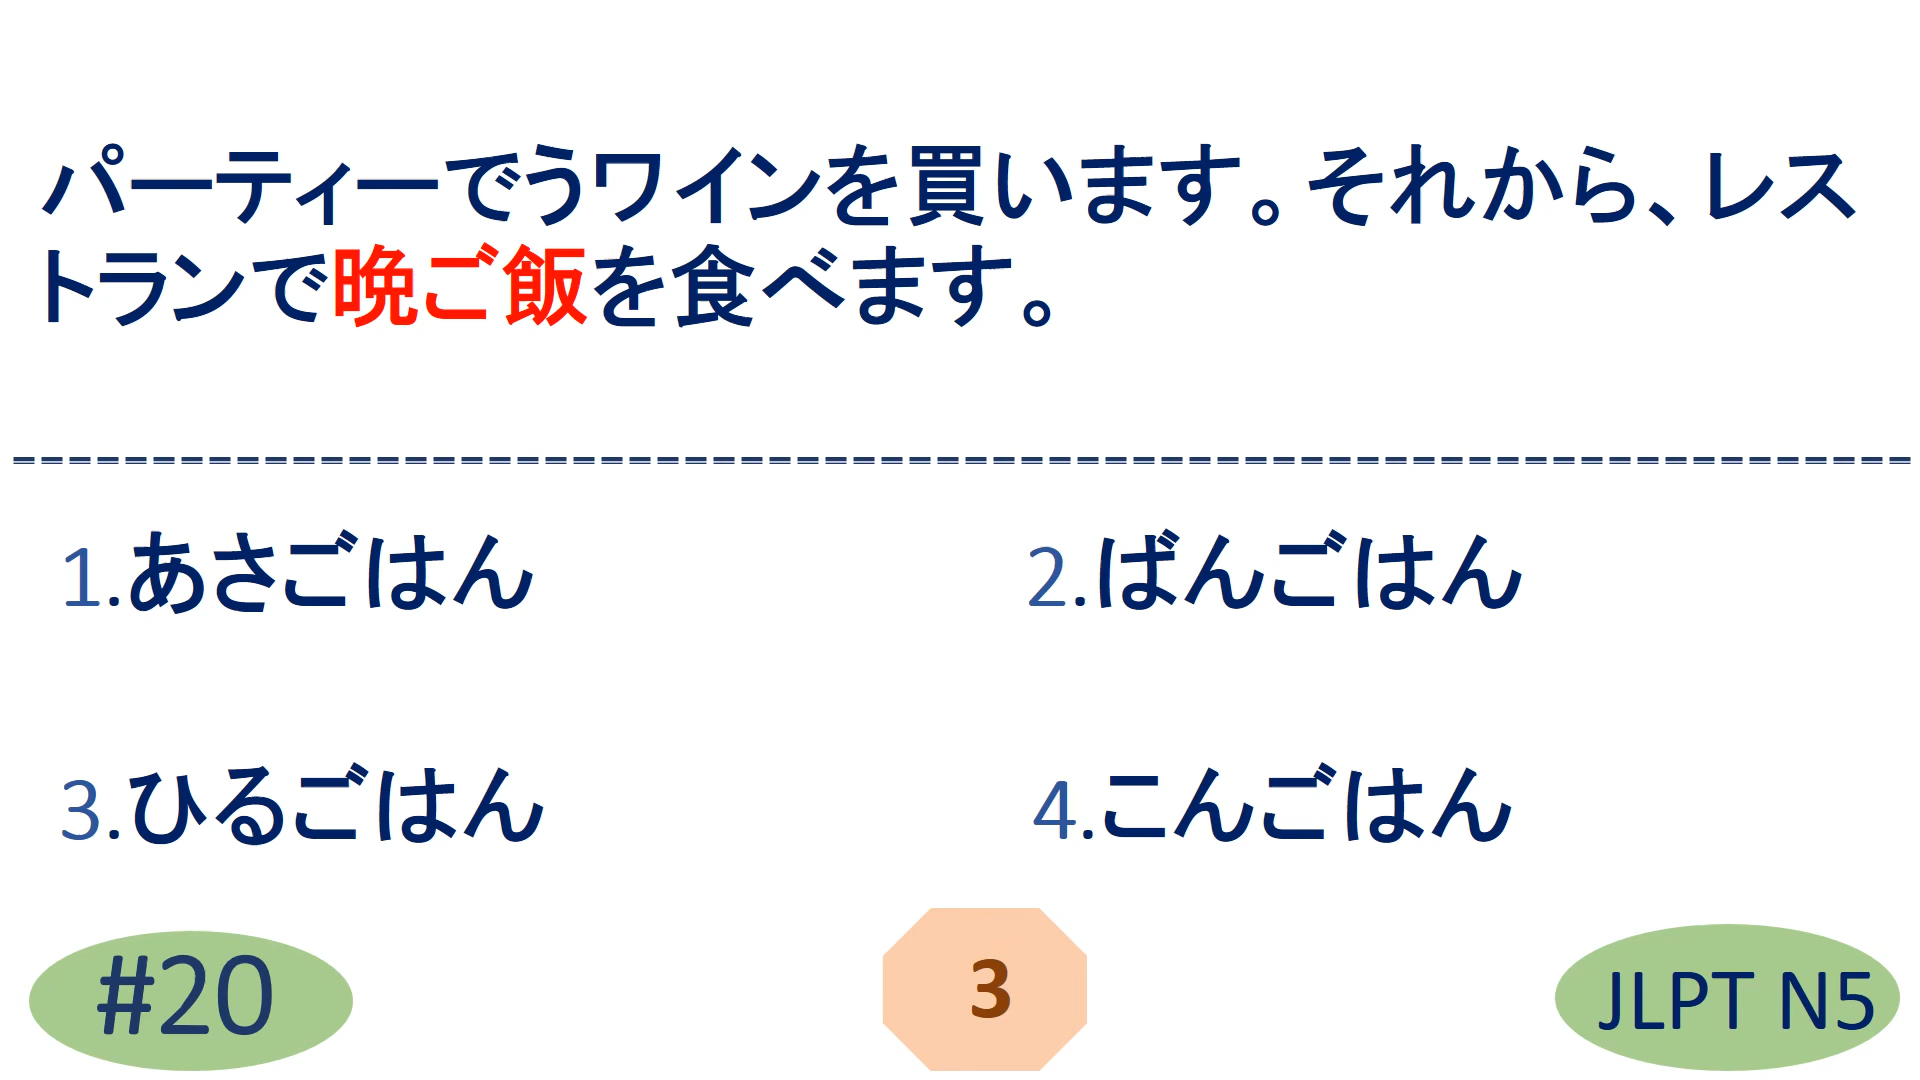 パーティーでうワインを買います。それから、レス
トランで晩ご飯を食べます。
==================================================================
1.あさごはん 2.ばんごはん
3.ひるごはん 4.こんごはん
#20 3 JLPT N5